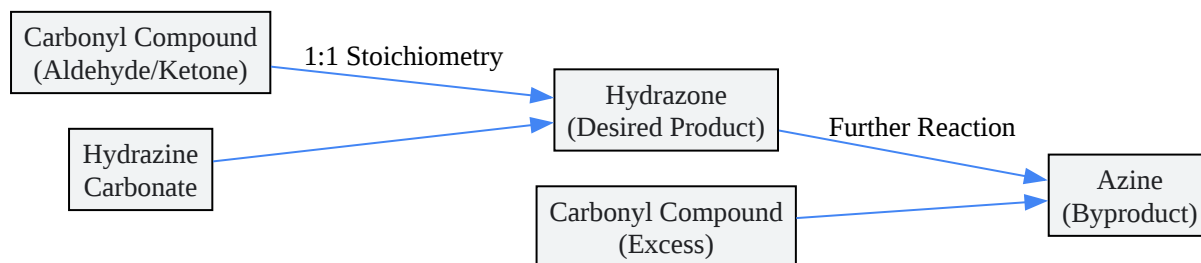 Carbonyl Compound
(Aldehyde/Ketone)
1:1 Stoichiometry
Hydrazine
Carbonate
Hydrazone
(Desired Product)
Further Reaction
Carbonyl Compound
(Excess)
Azine
(Byproduct)